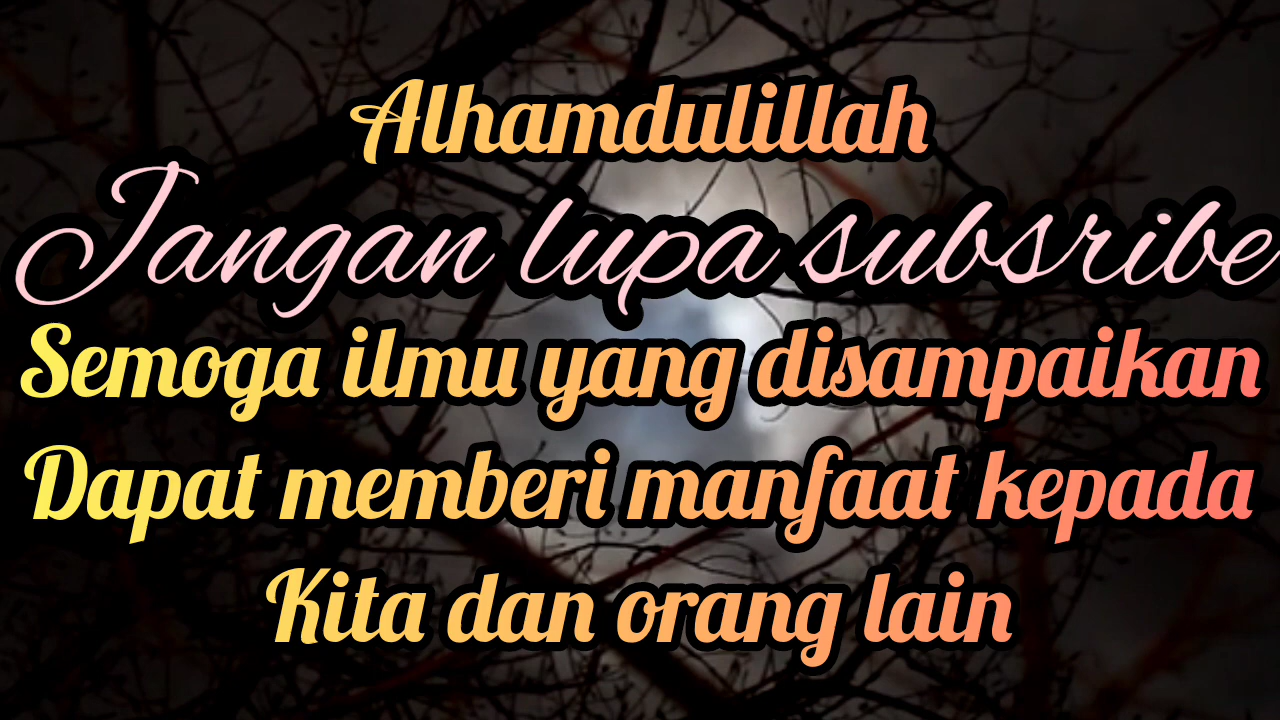 Alhamdulillah
Jangan lupa subsribe
Semoga ilmu yang disampaikan
Dapat memberi manfaat kepada
Kita dan orang lain